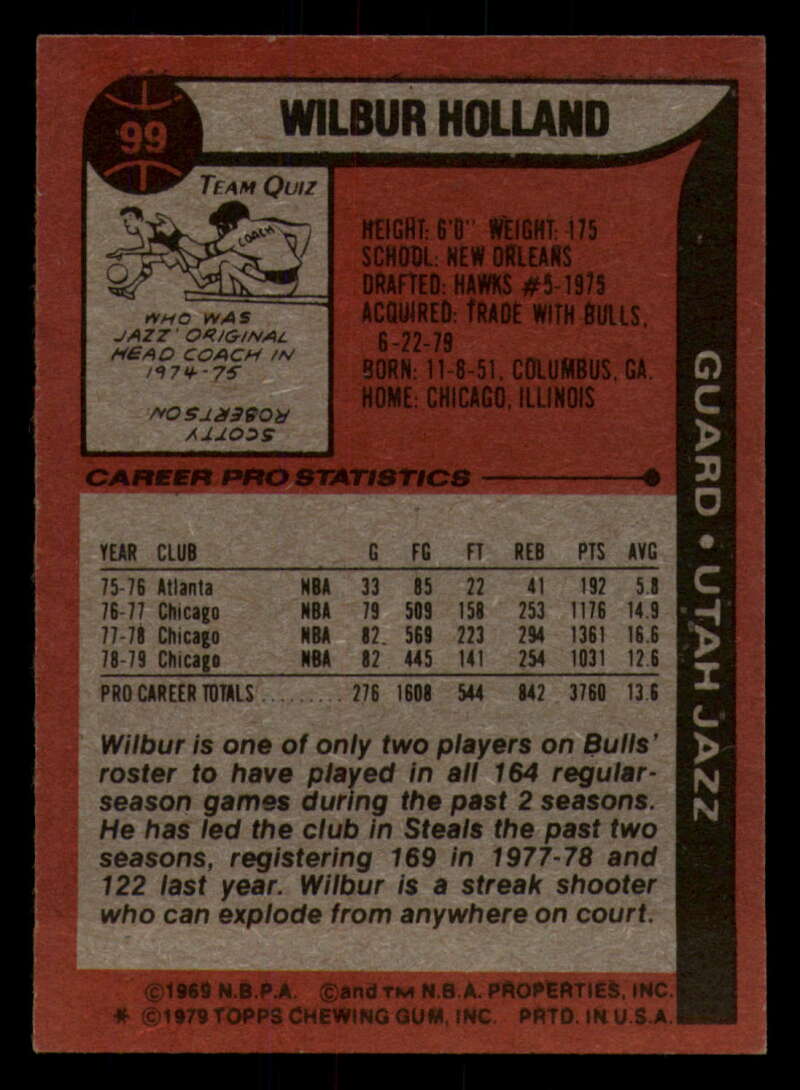 99
WILBUR HOLLAND
TEAM QUIZ
COACH
WHO WAS
JAZZ' ORIGINAL
HEAD COACH IN
1974-75
SCOTTY
ROBERTSON
HEIGHT: 6'0" WEIGHT: 175
SCHOOL: NEW ORLEANS
DRAFTED: HAWKS #5-1975
ACQUIRED: TRADE WITH BULLS,
6-22-79
BORN: 11-8-51, COLUMBUS, GA.
HOME: CHICAGO, ILLINOIS
GUARD • UTAH JAZZ
CAREER PRO STATISTICS
YEAR CLUB G FG FT REB PTS AVG
75-76 Atlanta NBA 33 85 22 41 192 5.8
76-77 Chicago NBA 79 509 158 253 1176 14.9
77-78 Chicago NBA 82 569 223 294 1361 16.6
78-79 Chicago NBA 82 445 141 254 1031 12.6
PRO CAREER TOTALS ......... 276 1608 544 842 3760 13.6
Wilbur is one of only two players on Bulls'
roster to have played in all 164 regular-
season games during the past 2 seasons.
He has led the club in Steals the past two
seasons, registering 169 in 1977-78 and
122 last year. Wilbur is a streak shooter
who can explode from anywhere on court.
©1969 N.B.P.A. ©and TM N.B.A. PROPERTIES, INC.
* ©1979 TOPPS CHEWING GUM, INC. PRTD. IN U.S.A.